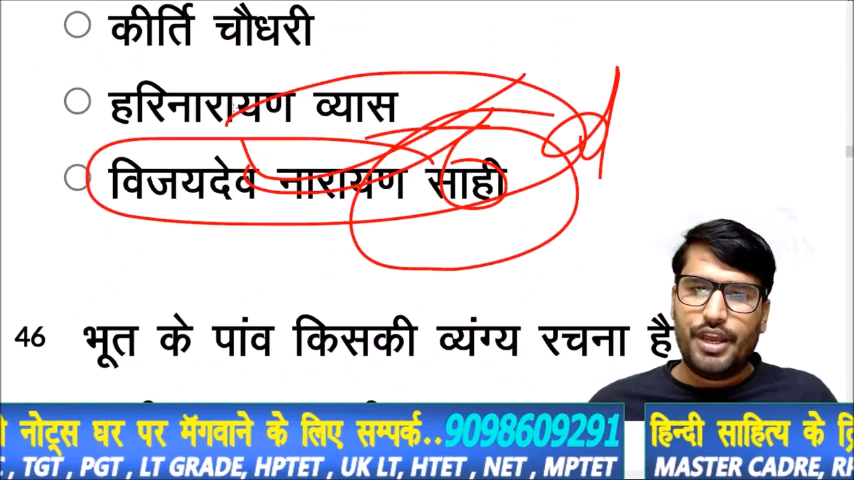 कीर्ति चौधरी
हरिनारायण व्यास
विजयदेव नारायण साही
d
46 भूत के पांव किसकी व्यंग्य रचना है
नोट्स घर पर मॅगवाने के लिए सम्पर्क..9098609291
हिन्दी साहित्य के
, TGT , PGT , LT GRADE, HPTET , UK LT, HTET , NET , MPTET
MASTER CADRE,